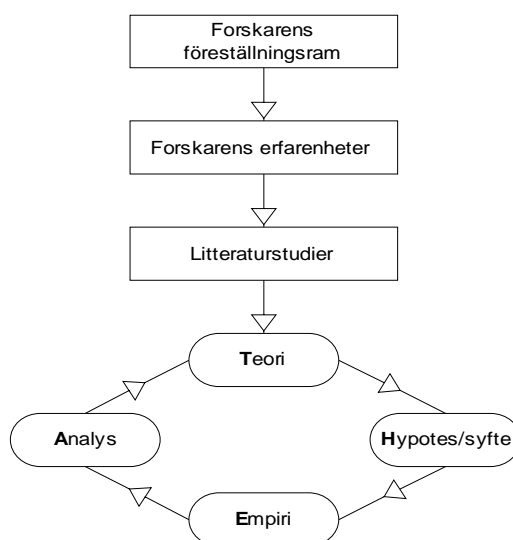 Forskarens
föreställningsram
Forskarens erfarenheter
Litteraturstudier
Teori
Analys
Hypotes/syfte
Empiri